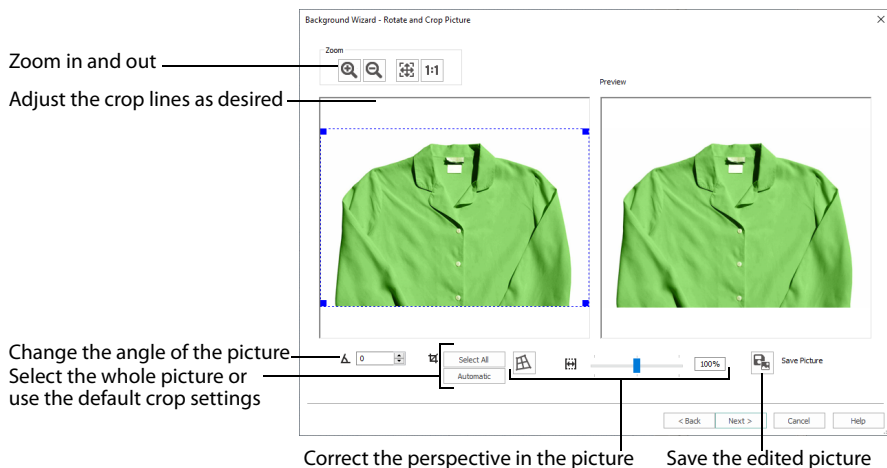 Background Wizard - Rotate and Crop Picture
Zoom
Zoom in and out
1:1
Preview
Adjust the crop lines as desired
Change the angle of the picture
0
Select All
100%
Save Picture
Select the whole picture or
Automatic
use the default crop settings
< Back
Next >
Cancel
Help
Correct the perspective in the picture
Save the edited picture